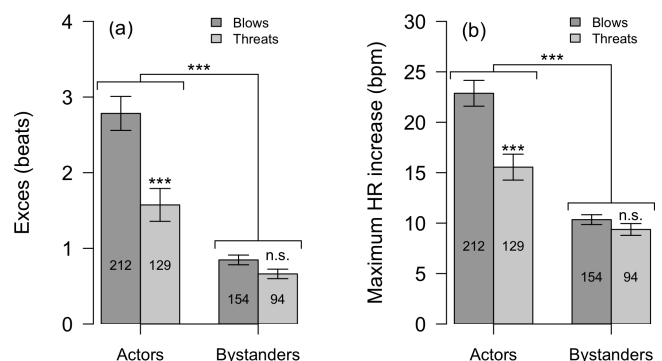 (a)
Blows
Threats
Exces (beats)
4
3
2
1
0
***
***
n.s.
212
129
154
94
Actors
Bystanders
(b)
Blows
Threats
Maximum HR increase (bpm)
30
25
20
15
10
5
0
***
***
n.s.
212
129
154
94
Actors
Bystanders